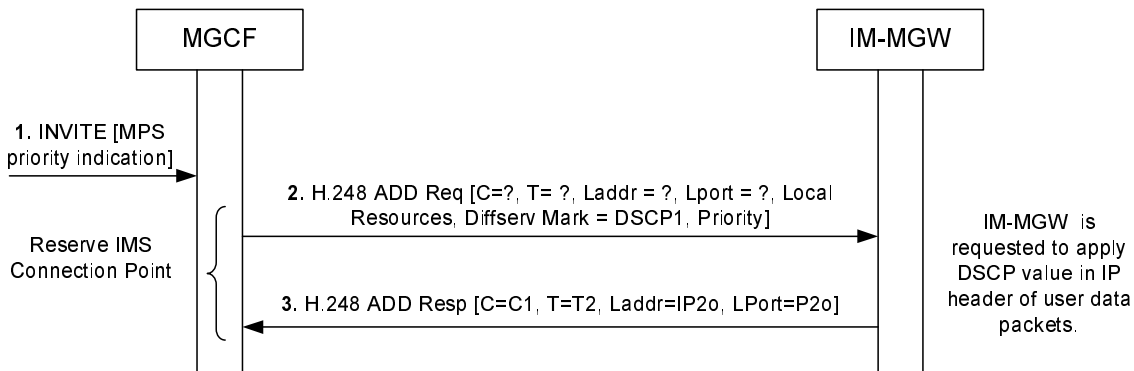 MGCF
IM-MGW
1. INVITE [MPS
priority indication]
2. H.248 ADD Req [C=?, T= ?, Laddr = ?, Lport = ?, Local
Resources, Diffserv Mark = DSCP1, Priority]
Reserve IMS
Connection Point
IM-MGW is
requested to apply
DSCP value in IP
header of user data
packets.
3. H.248 ADD Resp [C=C1, T=T2, Laddr=IP2o, LPort=P2o]